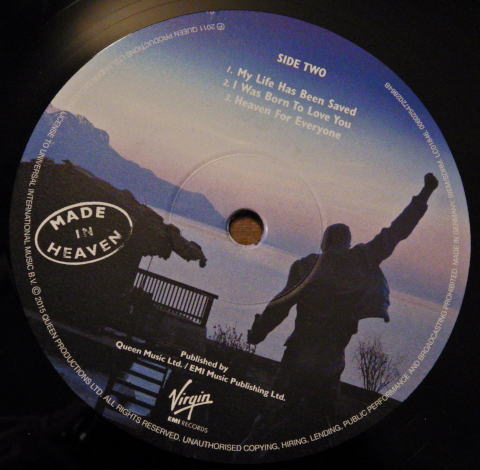 SIDE TWO
1. My Life Has Been Saved
2. I Was Born To Love You
3. Heaven For Everyone
MADE
IN
HEAVEN
Published by
Queen Music Ltd. / EMI Music Publishing Ltd.
Virgin
EMI RECORDS
℗ 2011 QUEEN PRODUCTIONS LTD.
LICENSE TO UNIVERSAL INTERNATIONAL MUSIC B.V. © 2015 QUEEN PRODUCTIONS LTD. ALL RIGHTS RESERVED. UNAUTHORISED COPYING, HIRING, LENDING, PUBLIC PERFORMANCE AND BROADCASTING PROHIBITED. MADE IN GERMANY.